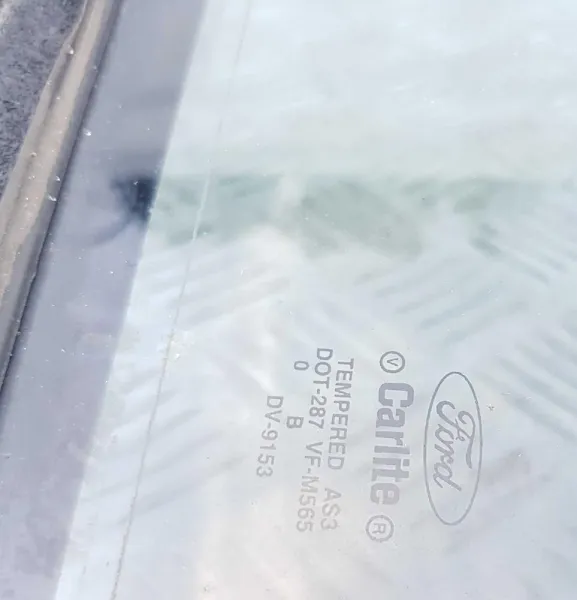 Ford
V Carlite ®
TEMPERED AS3
DOT-287 VF-M565
0 B
DV-9153